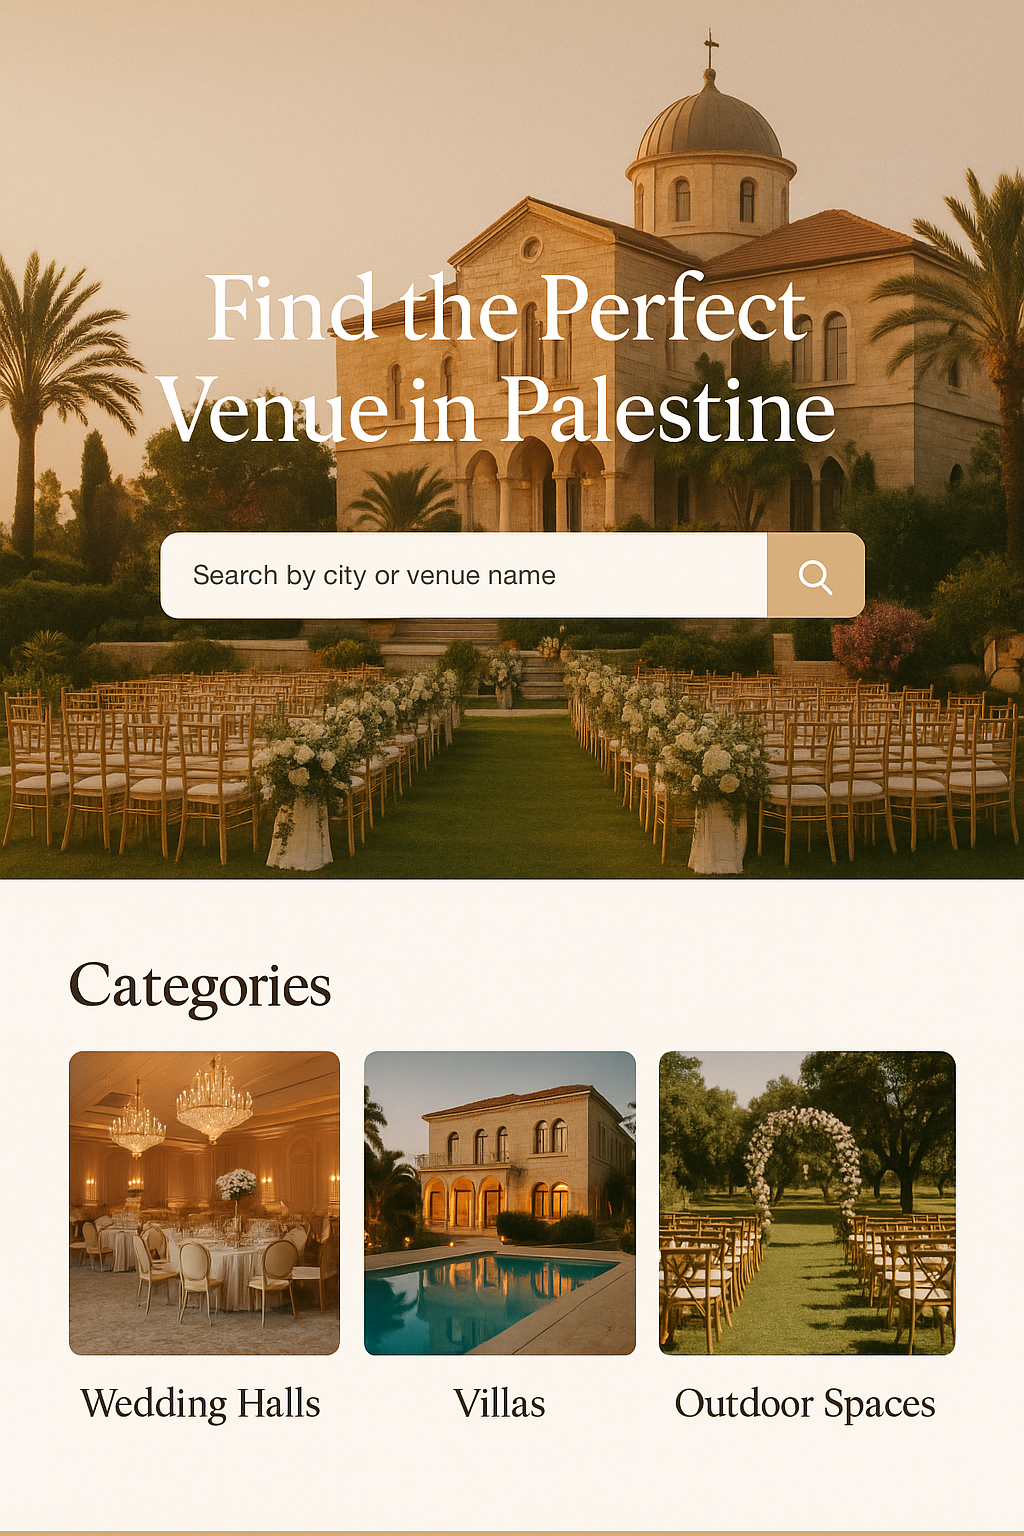 Find the Perfect
Venue in Palestine
Search by city or venue name
Categories
Wedding Halls
Villas
Outdoor Spaces